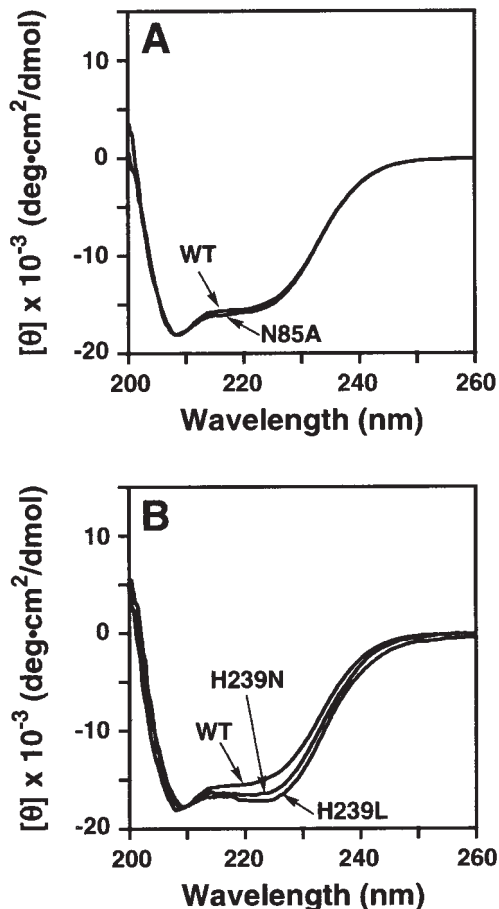 A
[θ] x 10⁻³ (deg•cm²/dmol)
10
0
-10
-20
WT
N85A
200 220 240 260
Wavelength (nm)
B
[θ] x 10⁻³ (deg•cm²/dmol)
10
0
-10
-20
H239N
WT
H239L
200 220 240 260
Wavelength (nm)